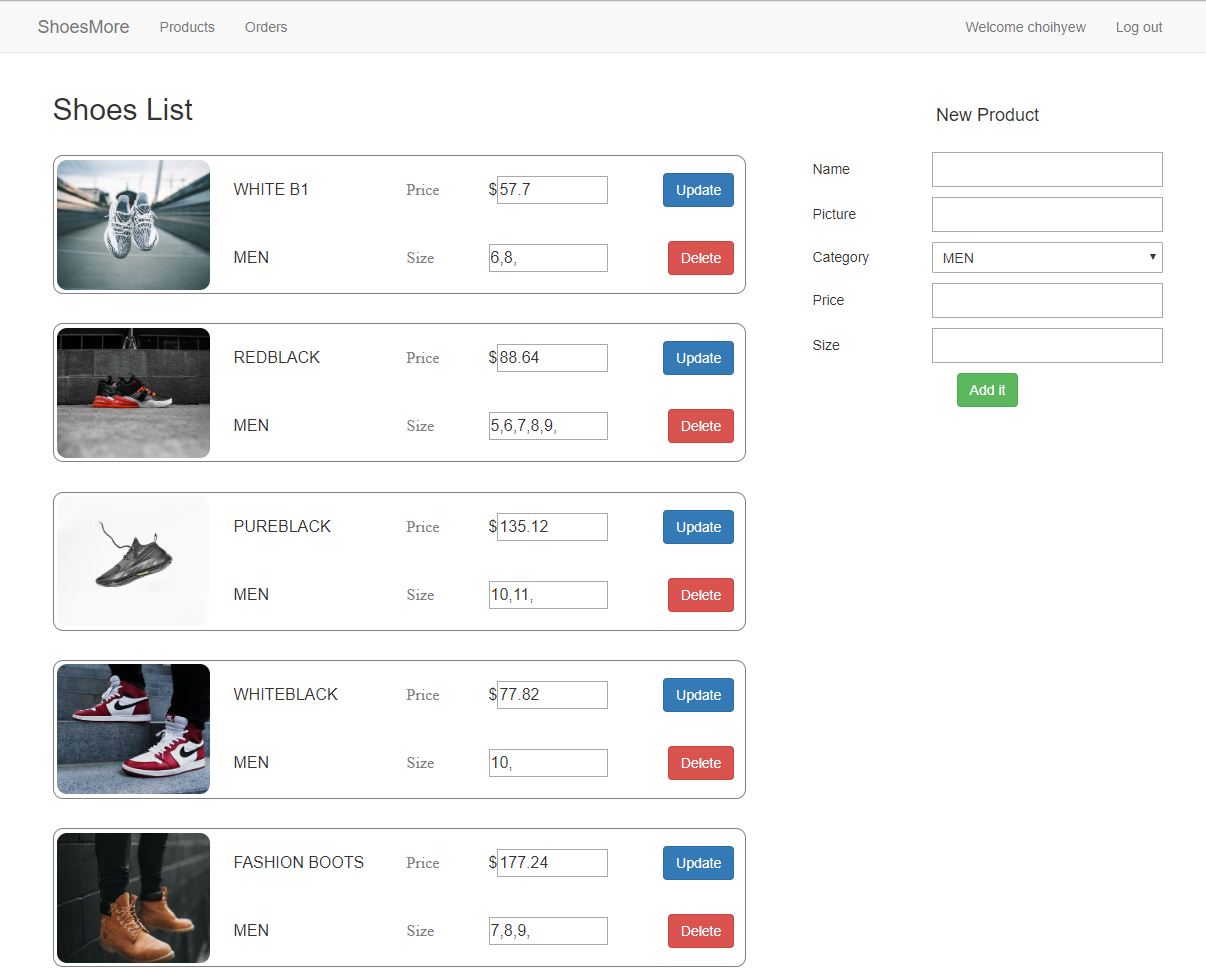 ShoesMore Products Orders Welcome choihyew Log out
Shoes List
WHITE B1 Price $57.7 Update
MEN Size 6,8, Delete
REDBLACK Price $88.64 Update
MEN Size 5,6,7,8,9, Delete
PUREBLACK Price $135.12 Update
MEN Size 10,11, Delete
WHITEBLACK Price $77.82 Update
MEN Size 10, Delete
FASHION BOOTS Price $177.24 Update
MEN Size 7,8,9, Delete
New Product
Name
Picture
Category MEN
Price
Size
Add it